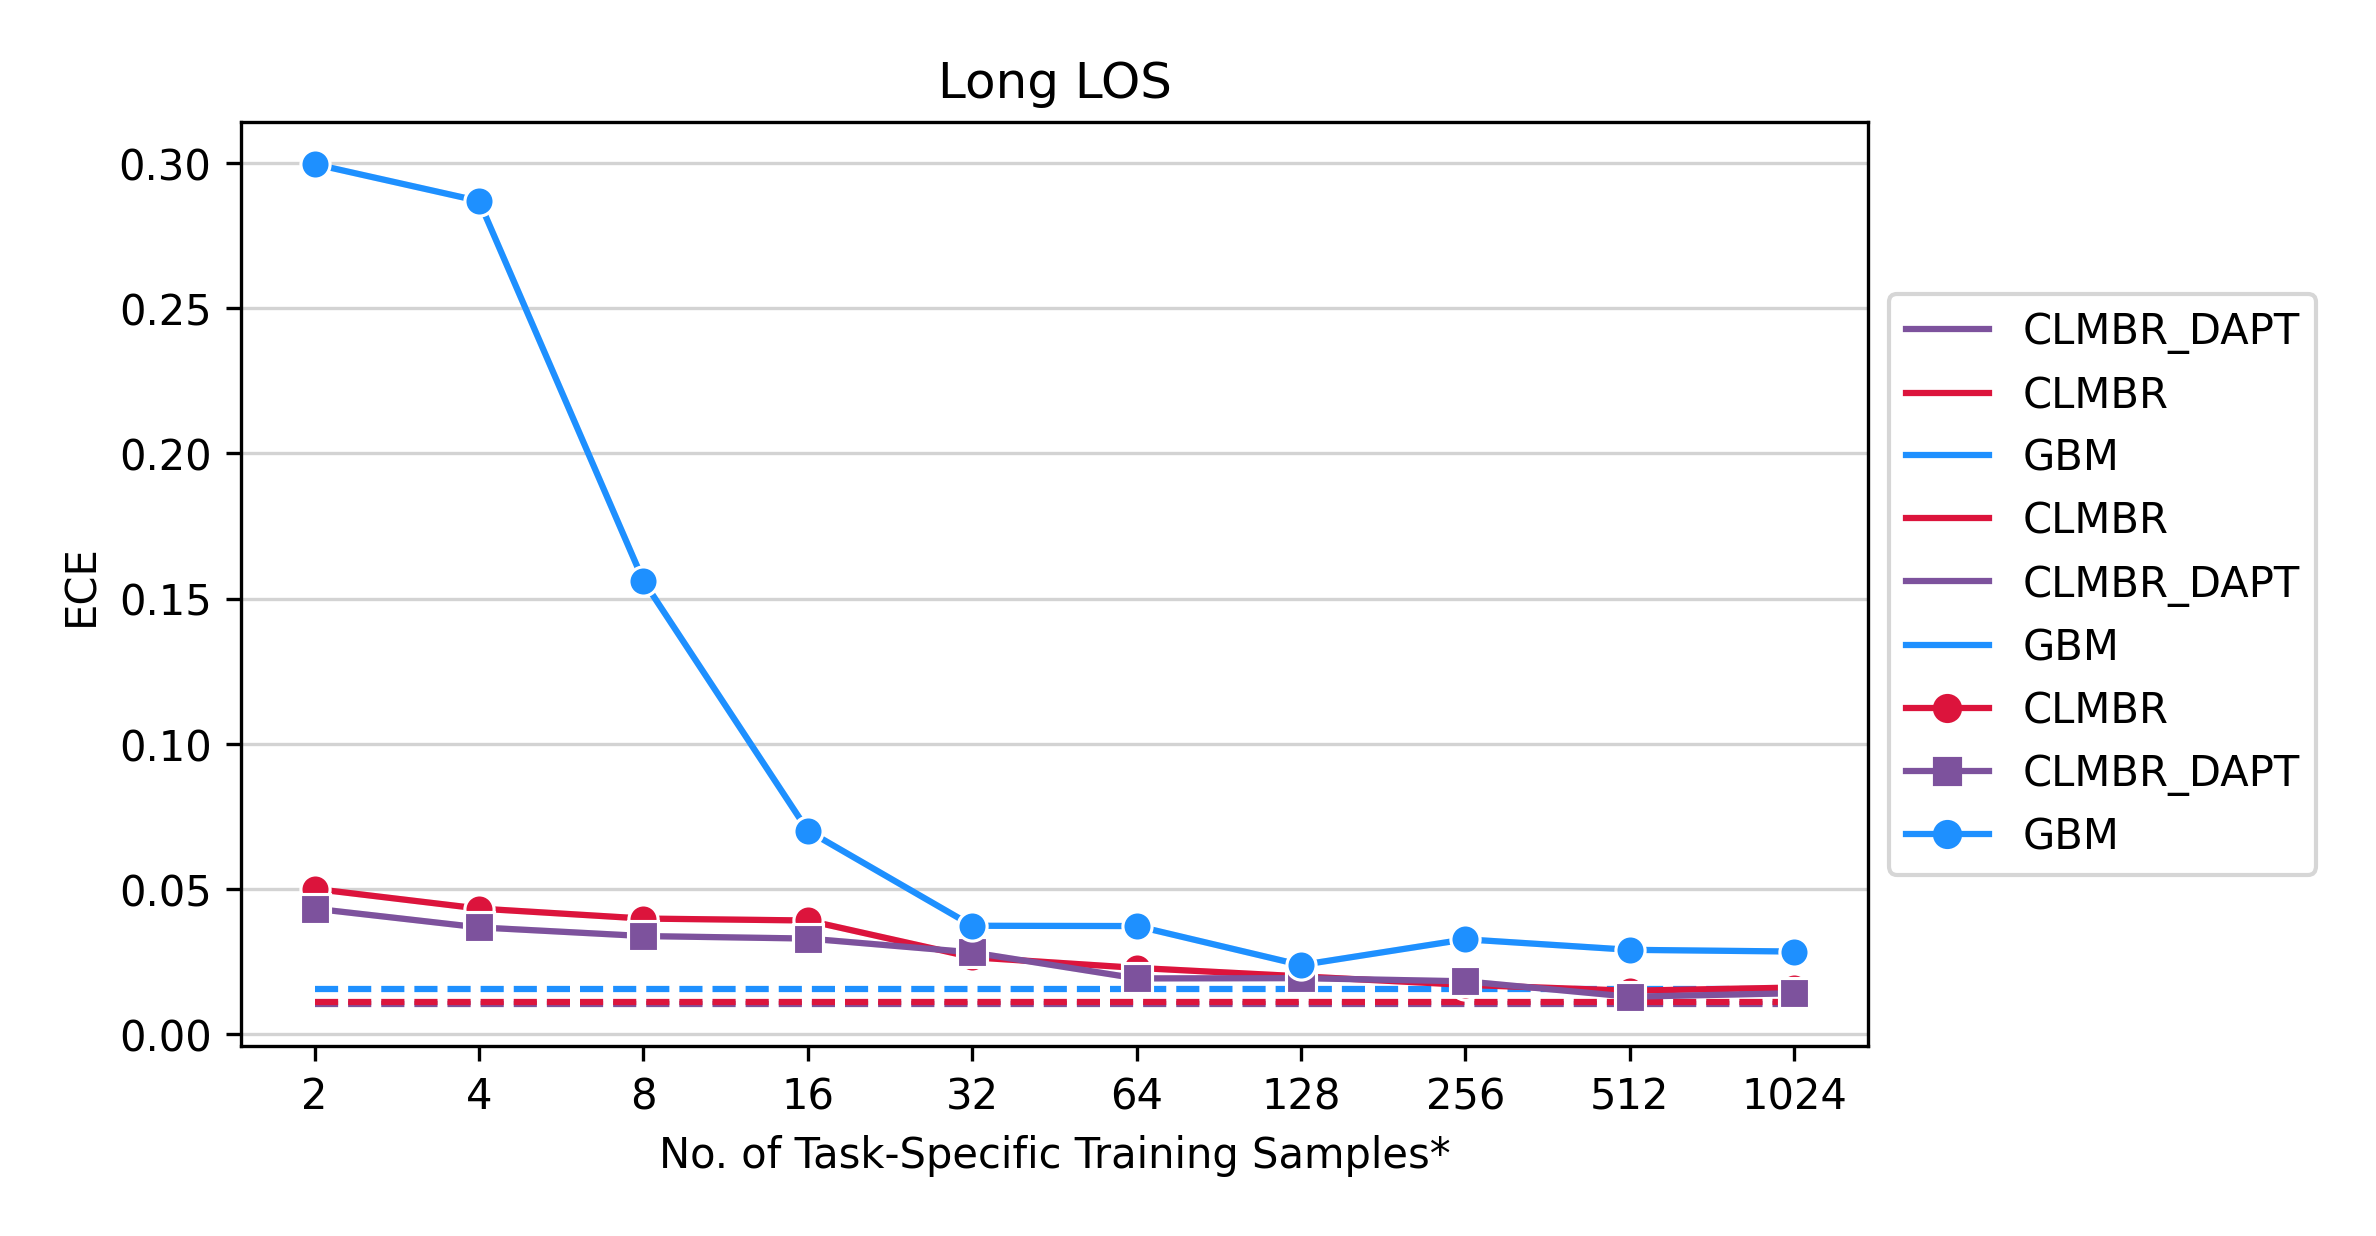 Long LOS
0.30
0.25
0.20
0.15
0.10
0.05
0.00
ECE
2 4 8 16 32 64 128 256 512 1024
No. of Task-Specific Training Samples*
CLMBR_DAPT
CLMBR
GBM
CLMBR
CLMBR_DAPT
GBM
CLMBR
CLMBR_DAPT
GBM